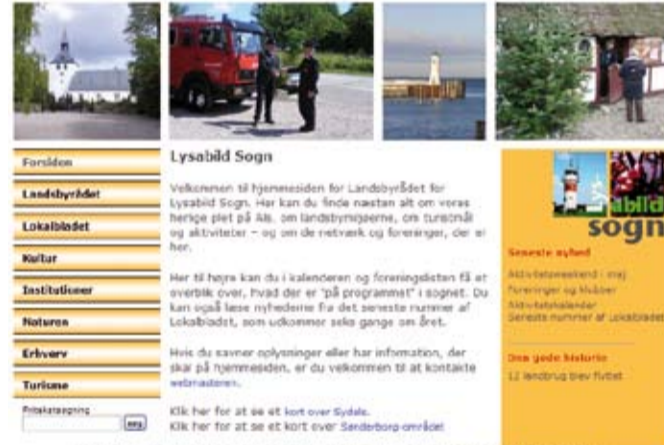 Forsiden
Landsbyrådet
Lokalbladet
Kultur
Institutioner
Naturen
Erhverv
Turisme
Fritekstsøgning
søg
Lysabild Sogn
Velkommen til hjemmesiden for Landsbyrådet for
Lysabild Sogn. Her kan du finde næsten alt om vores
herlige plet på Als, om landsbymiljøerne, om turistmål
og aktiviteter – og om de netværk og foreninger, der er
her.
Her til højre kan du i kalenderen og foreningslisten få et
overblik over, hvad der er "på programmet" i sognet. Du
kan også læse nyhederne fra det seneste nummer af
Lokalbladet, som udkommer seks gange om året.
Hvis du savner oplysninger eller har information, der
skal på hjemmesiden, er du velkommen til at kontakte
webmasteren.
Klik her for at se et kort over Sydals.
Klik her for at se et kort over Sønderborg området
sogn
Seneste nyhed
Aktivitetsweekend i maj
Foreninger og klubber
Aktivitetskalender
Seneste nummer af Lokalbladet
Den gode historie
12 landbrug blev flyttet